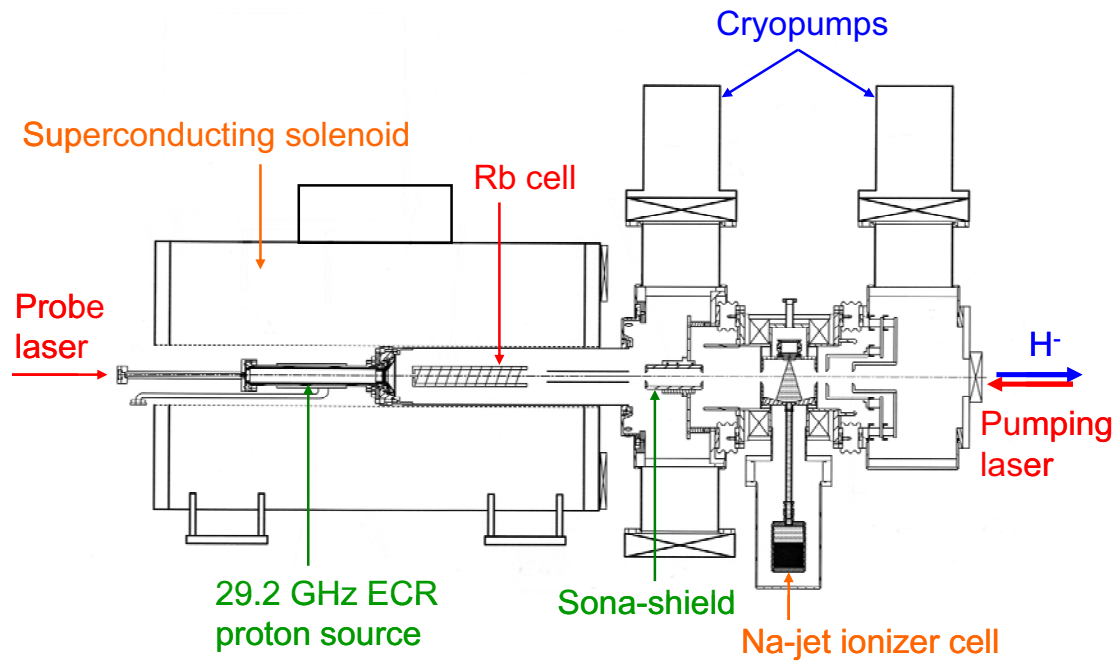 Cryopumps
Superconducting solenoid
Rb cell
Probe
laser
H-
Pumping
laser
29.2 GHz ECR
proton source
Sona-shield
Na-jet ionizer cell